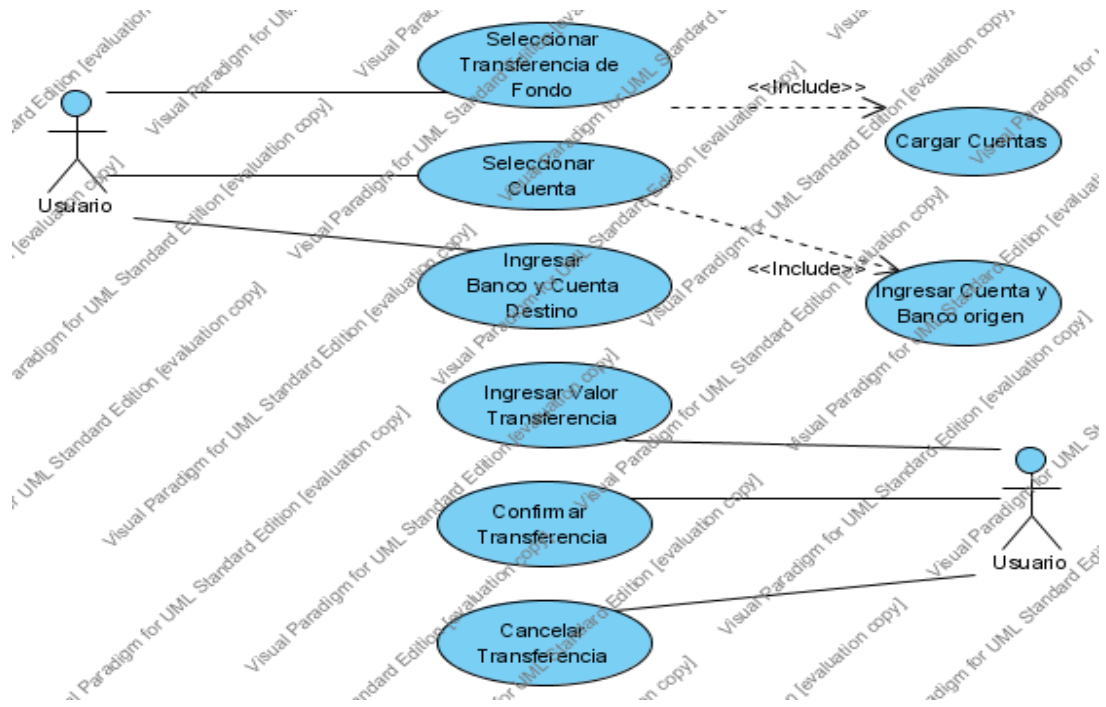 Seleccionar
Transferencia de
Fondo
<<Include>>
Cargar Cuentas
Seleccionar
Cuenta
Usuario
Ingresar
Banco y Cuenta
Destino
<<Include>>
Ingresar Cuenta y
Banco origen
Ingresar Valor
Transferencia
Confirmar
Transferencia
Usuario
Cancelar
Transferencia
Visual Paradigm for UML Standard Edition [evaluation copy]